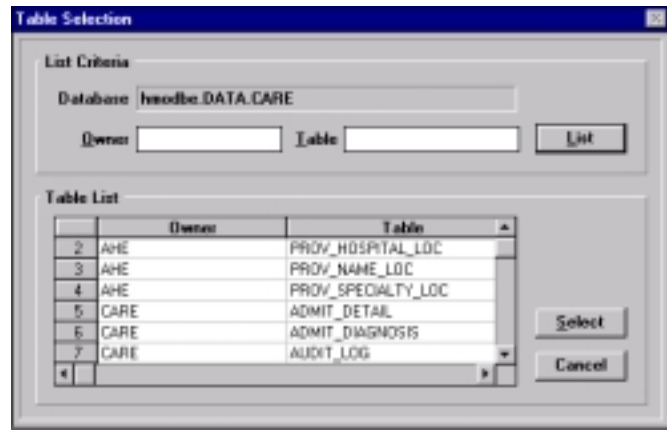 Table Selection
List Criteria
Database hmodbe.DATA.CARE
Owner Table List
Table List
Owner Table
2 AHE PROV_HOSPITAL_LOC
3 AHE PROV_NAME_LOC
4 AHE PROV_SPECIALTY_LOC
5 CARE ADMIT_DETAIL
6 CARE ADMIT_DIAGNOSIS
7 CARE AUDIT_LOG
Select
Cancel